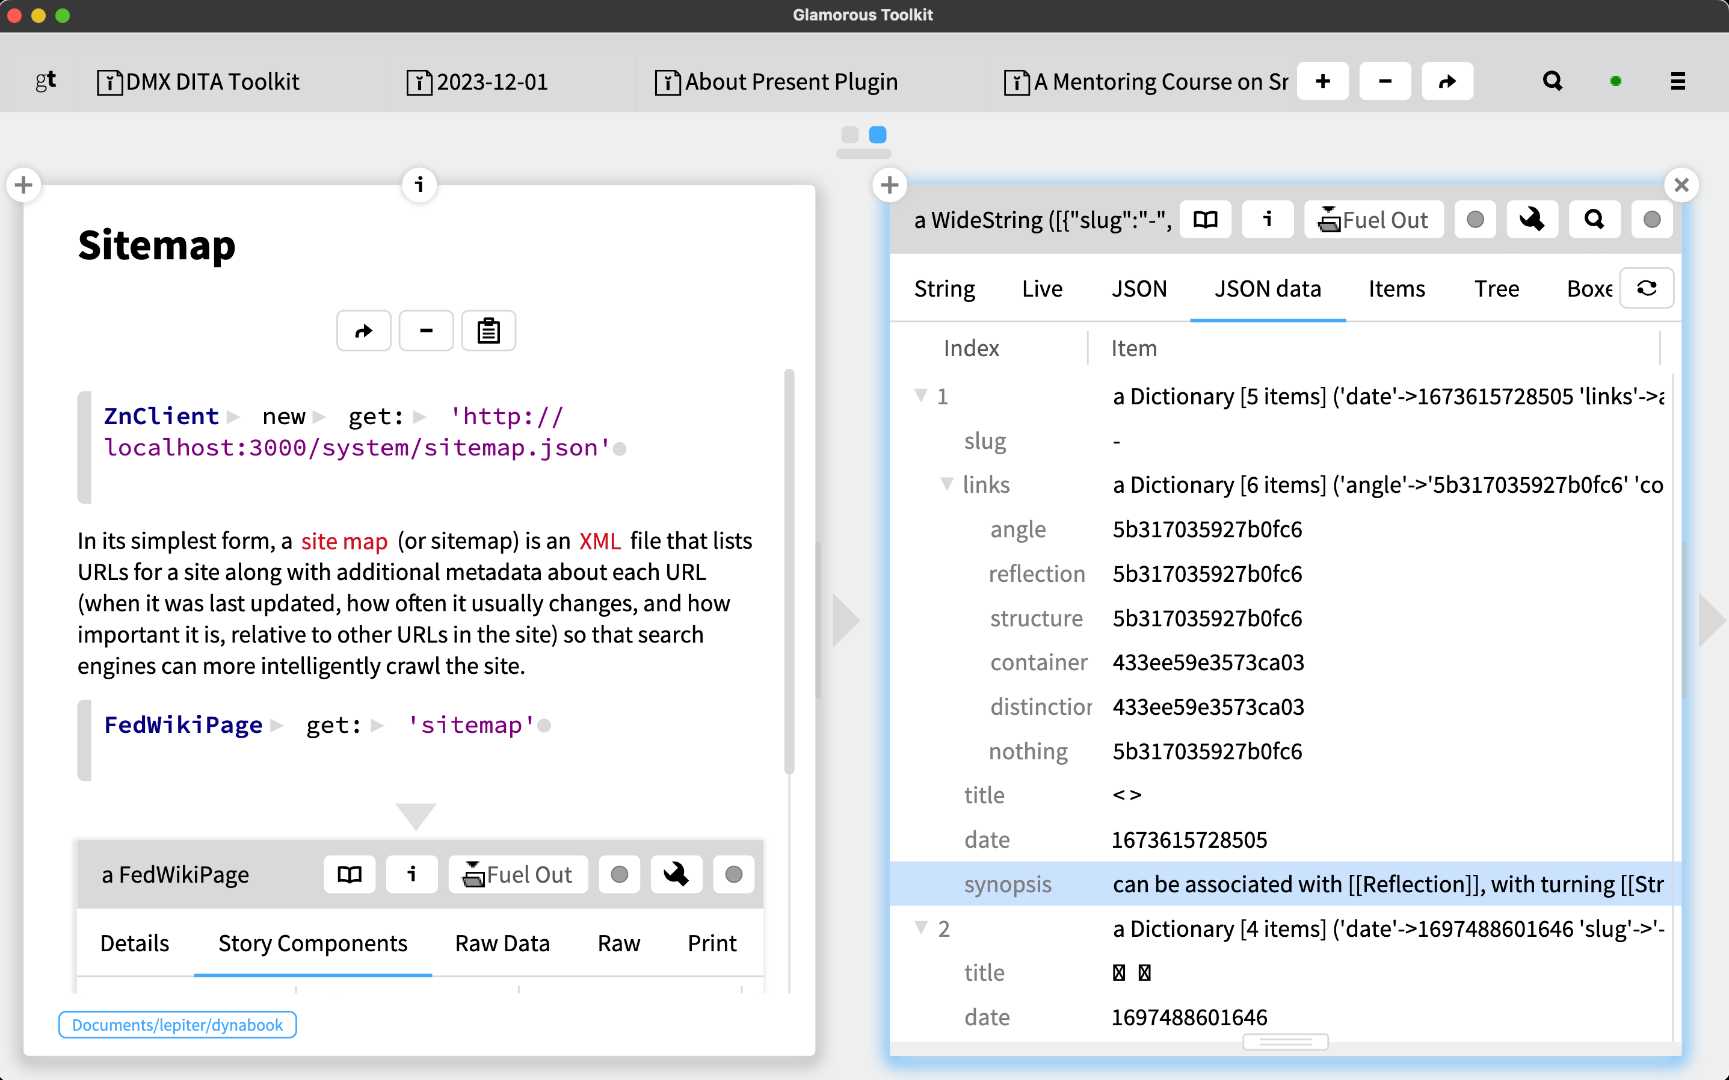 Glamorous Toolkit
gt
DMX DITA Toolkit
2023-12-01
About Present Plugin
A Mentoring Course on Sr
Sitemap
ZnClient new get: 'http://
localhost:3000/system/sitemap.json'
In its simplest form, a site map (or sitemap) is an XML file that lists
URLs for a site along with additional metadata about each URL
(when it was last updated, how often it usually changes, and how
important it is, relative to other URLs in the site) so that search
engines can more intelligently crawl the site.
FedWikiPage get: 'sitemap'
a FedWikiPage
i
Fuel Out
Details
Story Components
Raw Data
Raw
Print
Documents/lepiter/dynabook
a WideString ([{"slug":"-",
i
Fuel Out
String
Live
JSON
JSON data
Items
Tree
Boxe
Index
Item
1 a Dictionary [5 items] ('date'->1673615728505 'links'->a
slug -
links a Dictionary [6 items] ('angle'->'5b317035927b0fc6' 'co
angle 5b317035927b0fc6
reflection 5b317035927b0fc6
structure 5b317035927b0fc6
container 433ee59e3573ca03
distinction 433ee59e3573ca03
nothing 5b317035927b0fc6
title < >
date 1673615728505
synopsis can be associated with [[Reflection]], with turning [[Str
2 a Dictionary [4 items] ('date'->1697488601646 'slug'->'-
title
date 1697488601646